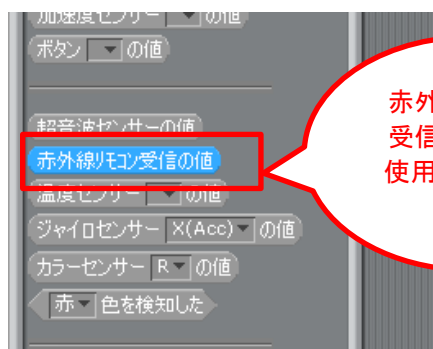 加速度センサー の値
ボタン の値
超音波センサーの値
赤外線リモコン受信の値
温度センサー の値
ジャイロセンサー X(Acc) の値
カラーセンサー R の値
赤 色を検知した
赤外
受信
使用